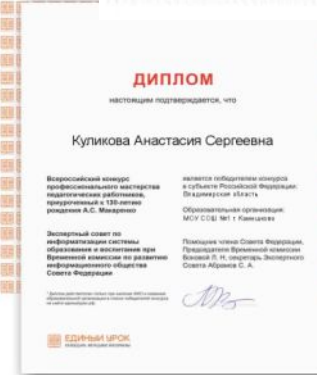 ДИПЛОМ
настоящим подтверждается, что
Куликова Анастасия Сергеевна
Всероссийский конкурс
профессионального мастерства
педагогических работников,
приуроченный к 130-летию
рождения А.С. Макаренко
является победителем конкурса
в субъекте Российской Федерации:
Владимирская область
Образовательная организация:
МОУ СОШ №1 г Камешково
Экспертный совет по
информатизации системы
образования и воспитания при
Временной комиссии по развитию
информационного общества
Совета Федерации
Помощник члена Совета Федерации,
Председателя Временной комиссии
Боковой Л. Н, секретарь Экспертного
Совета Абрамов С. А.
ЕДИНЫЙ УРОК